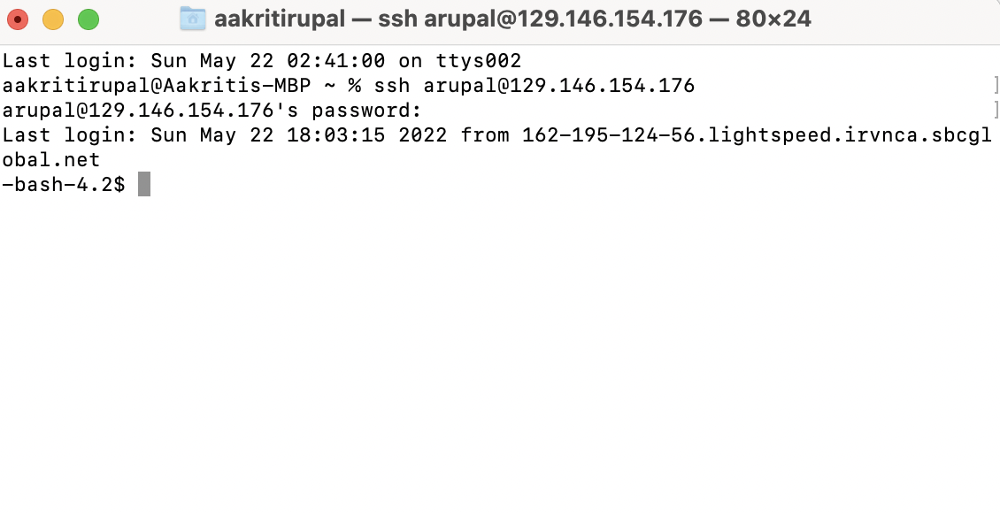 aakritirupal — ssh arupal@129.146.154.176 — 80×24
Last login: Sun May 22 02:41:00 on ttys002
aakritirupal@Aakritis-MBP ~ % ssh arupal@129.146.154.176 ]
arupal@129.146.154.176's password: ]
Last login: Sun May 22 18:03:15 2022 from 162-195-124-56.lightspeed.irvnca.sbcgl
obal.net
-bash-4.2$